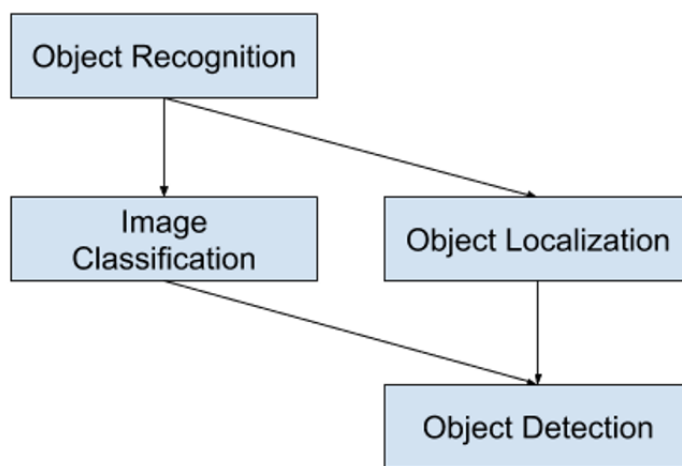 Object Recognition
Image
Classification
Object Localization
Object Detection